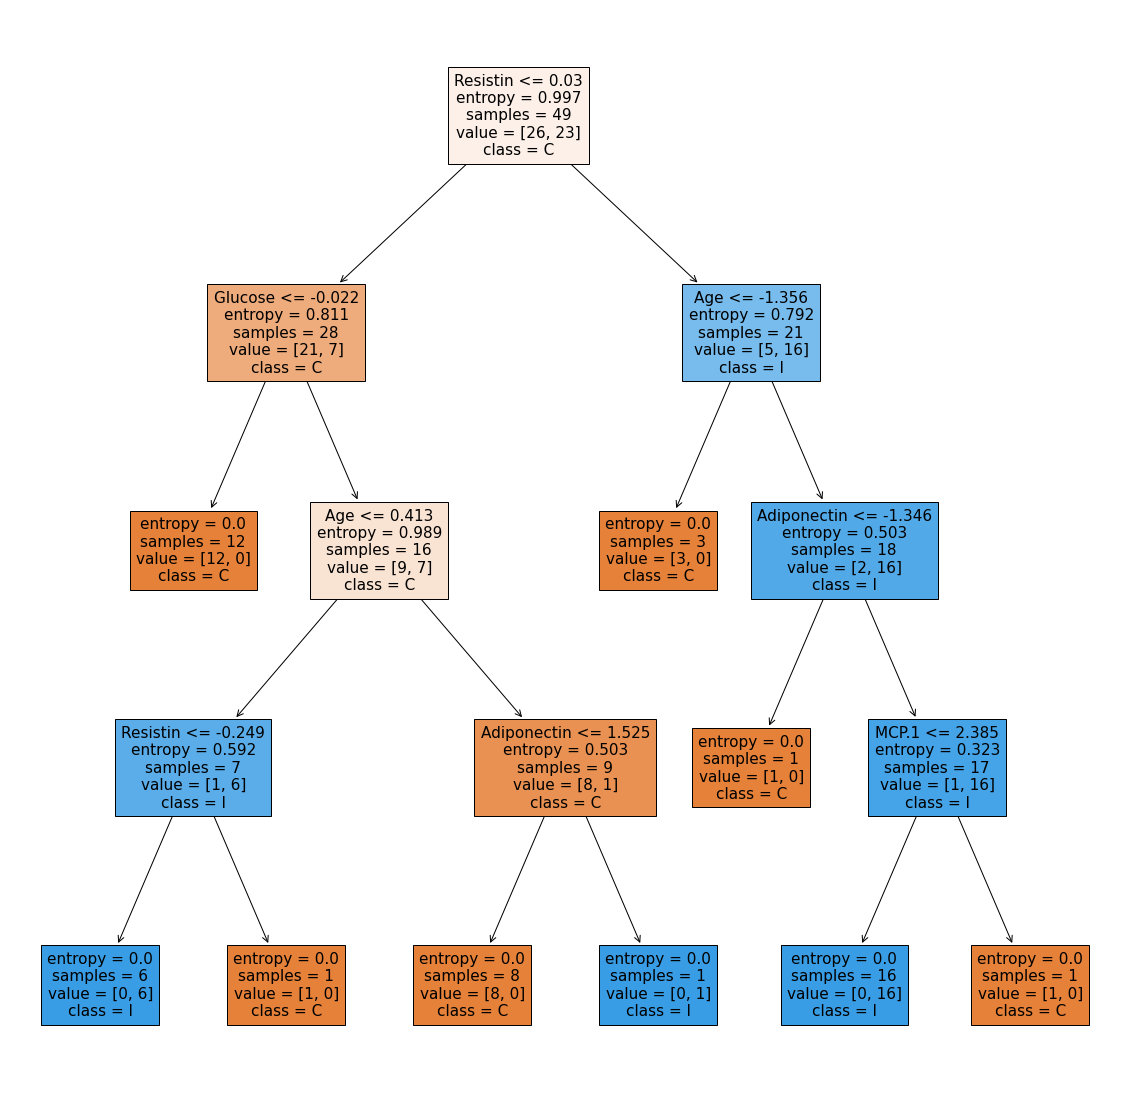 Resistin <= 0.03
entropy = 0.997
samples = 49
value = [26, 23]
class = C
Glucose <= -0.022
entropy = 0.811
samples = 28
value = [21, 7]
class = C
Age <= -1.356
entropy = 0.792
samples = 21
value = [5, 16]
class = I
entropy = 0.0
samples = 12
value = [12, 0]
class = C
Age <= 0.413
entropy = 0.989
samples = 16
value = [9, 7]
class = C
entropy = 0.0
samples = 3
value = [3, 0]
class = C
Adiponectin <= -1.346
entropy = 0.503
samples = 18
value = [2, 16]
class = I
Resistin <= -0.249
entropy = 0.592
samples = 7
value = [1, 6]
class = I
Adiponectin <= 1.525
entropy = 0.503
samples = 9
value = [8, 1]
class = C
entropy = 0.0
samples = 1
value = [1, 0]
class = C
MCP.1 <= 2.385
entropy = 0.323
samples = 17
value = [1, 16]
class = I
entropy = 0.0
samples = 6
value = [0, 6]
class = I
entropy = 0.0
samples = 1
value = [1, 0]
class = C
entropy = 0.0
samples = 8
value = [8, 0]
class = C
entropy = 0.0
samples = 1
value = [0, 1]
class = I
entropy = 0.0
samples = 16
value = [0, 16]
class = I
entropy = 0.0
samples = 1
value = [1, 0]
class = C